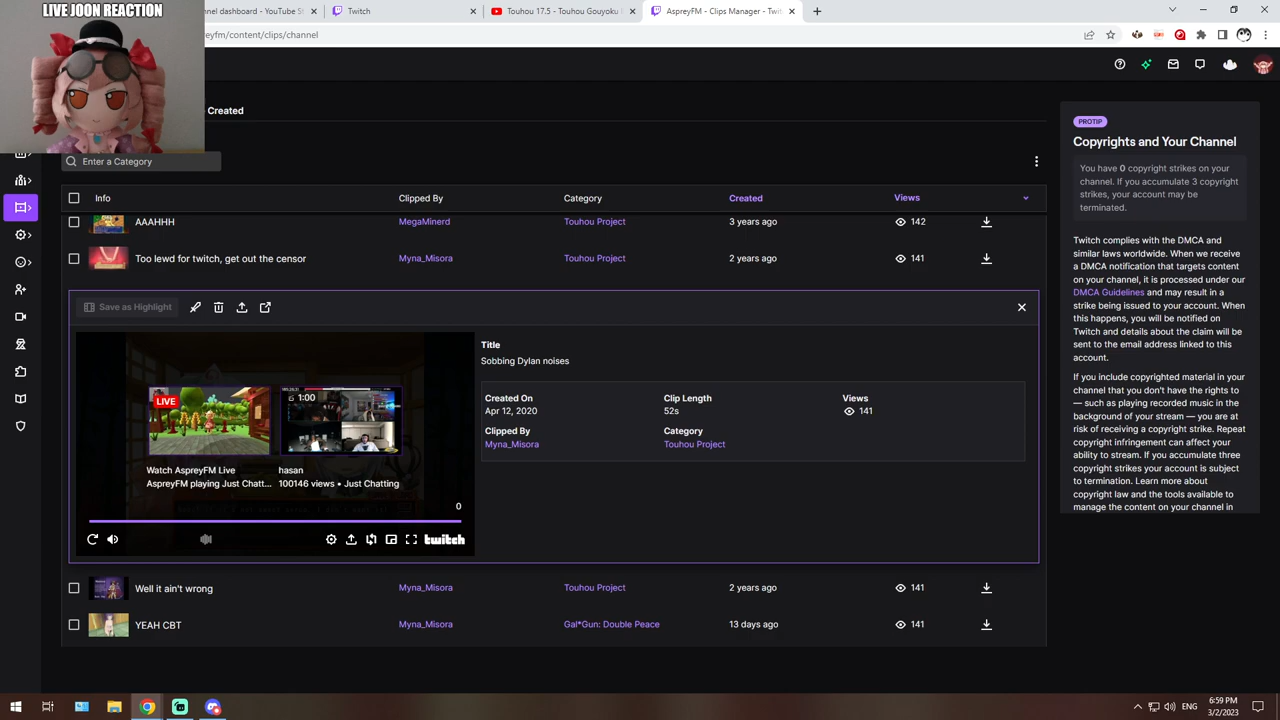 LIVE JOON REACTION
nnel dashboard - YouTube St
Twitch
Touhou 17.5 - Touhou Gouyoku
AspreyFM - Clips Manager - Twit
eyfm/content/clips/channel
Created
Enter a Category
Info
Clipped By
Category
Created
Views
AAAHHH
MegaMinerd
Touhou Project
3 years ago
142
Too lewd for twitch, get out the censor
Myna_Misora
Touhou Project
2 years ago
141
Save as Highlight
Title
Sobbing Dylan noises
Created On
Clip Length
Views
Apr 12, 2020
52s
141
Clipped By
Category
Myna_Misora
Touhou Project
LIVE
1:00
Watch AspreyFM Live
hasan
AspreyFM playing Just Chatt...
100146 views • Just Chatting
0
twitch
Well it ain't wrong
Myna_Misora
Touhou Project
2 years ago
141
YEAH CBT
Myna_Misora
Gal*Gun: Double Peace
13 days ago
141
PROTIP
Copyrights and Your Channel
You have 0 copyright strikes on
your channel. If you accumulate 3 copyright
strikes, your account may be
terminated.
Twitch complies with the DMCA and
similar laws worldwide. When we receive
a DMCA notification that targets content
on your channel, it is processed under our
DMCA Guidelines and may result in a
strike being issued to your account. When
this happens, you will be notified on
Twitch and details about the claim will be
sent to the email address linked to this
account.
If you include copyrighted material in your
channel that you don't have the rights to
— such as playing recorded music in the
background of your stream — you are at
risk of receiving a copyright strike. Repeat
copyright infringement can affect your
ability to stream. If you accumulate three
copyright strikes your account is subject
to termination. Learn more about
copyright law and the tools available to
manage the content on your channel in
ENG
6:59 PM
3/2/2023